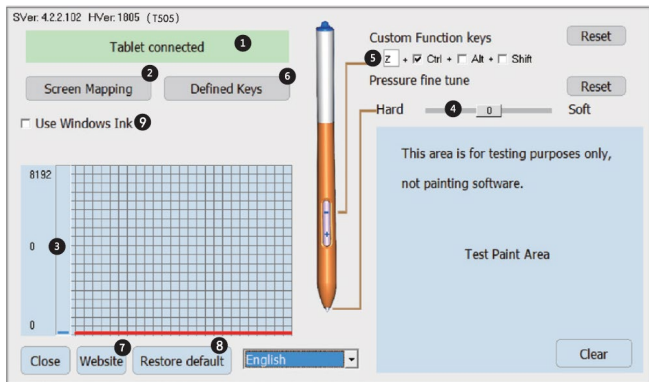 SVer: 4.2.2.102 HVer: 1805 (T505)
Tablet connected 1
Custom Function keys Reset
5 Z + Ctrl + Alt + Shift
2 6
Screen Mapping Defined Keys
Pressure fine tune Reset
Hard 4 0 Soft
Use Windows Ink 9
This area is for testing purposes only,
not painting software.
8192
0 3
Test Paint Area
0
7 8
Close Website Restore default English Clear